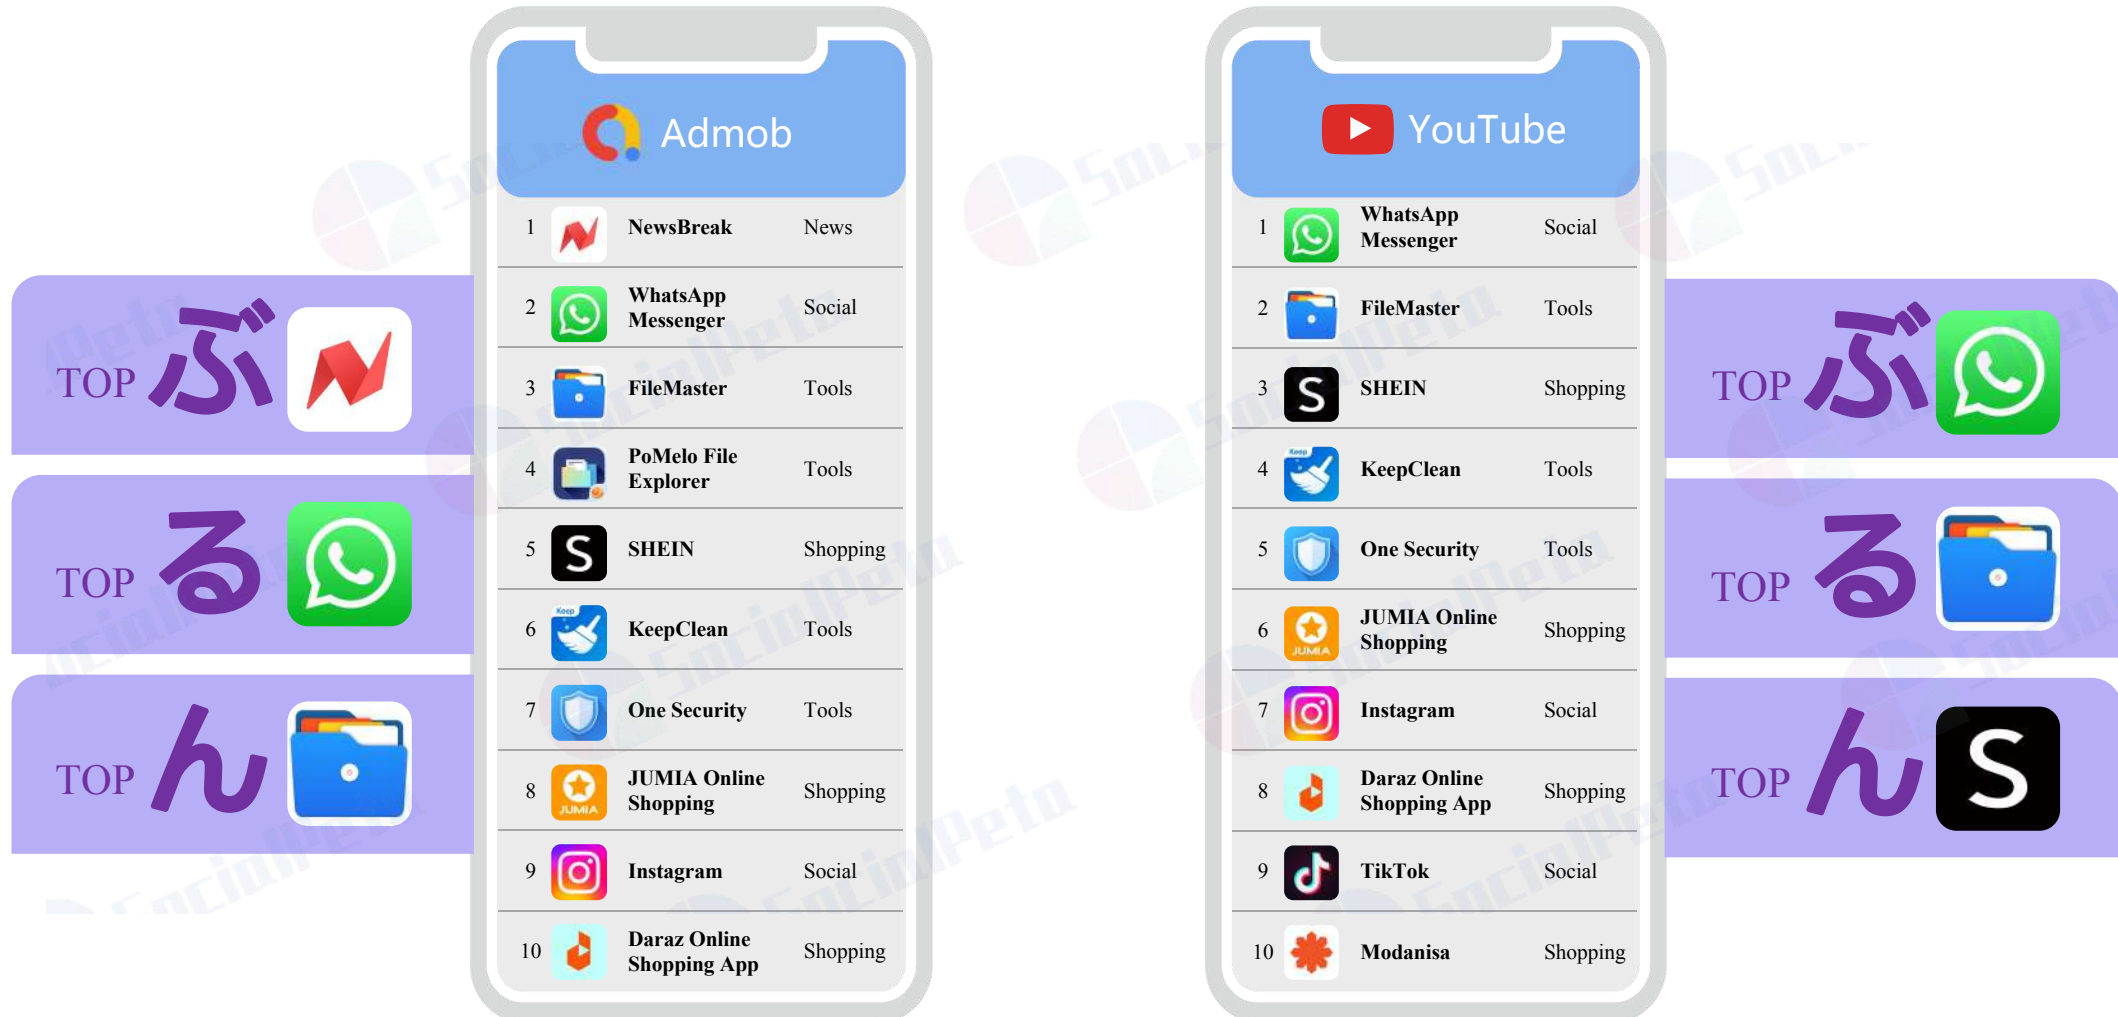 Admob
1 NewsBreak News
2 WhatsApp Messenger Social
3 FileMaster Tools
4 PoMelo File Explorer Tools
5 SHEIN Shopping
6 KeepClean Tools
7 One Security Tools
8 JUMIA Online Shopping Shopping
9 Instagram Social
10 Daraz Online Shopping App Shopping
TOP ぶ
TOP る
TOP ん
YouTube
1 WhatsApp Messenger Social
2 FileMaster Tools
3 SHEIN Shopping
4 KeepClean Tools
5 One Security Tools
6 JUMIA Online Shopping Shopping
7 Instagram Social
8 Daraz Online Shopping App Shopping
9 TikTok Social
10 Modanisa Shopping
TOP ぶ
TOP る
TOP ん
SocialPeta